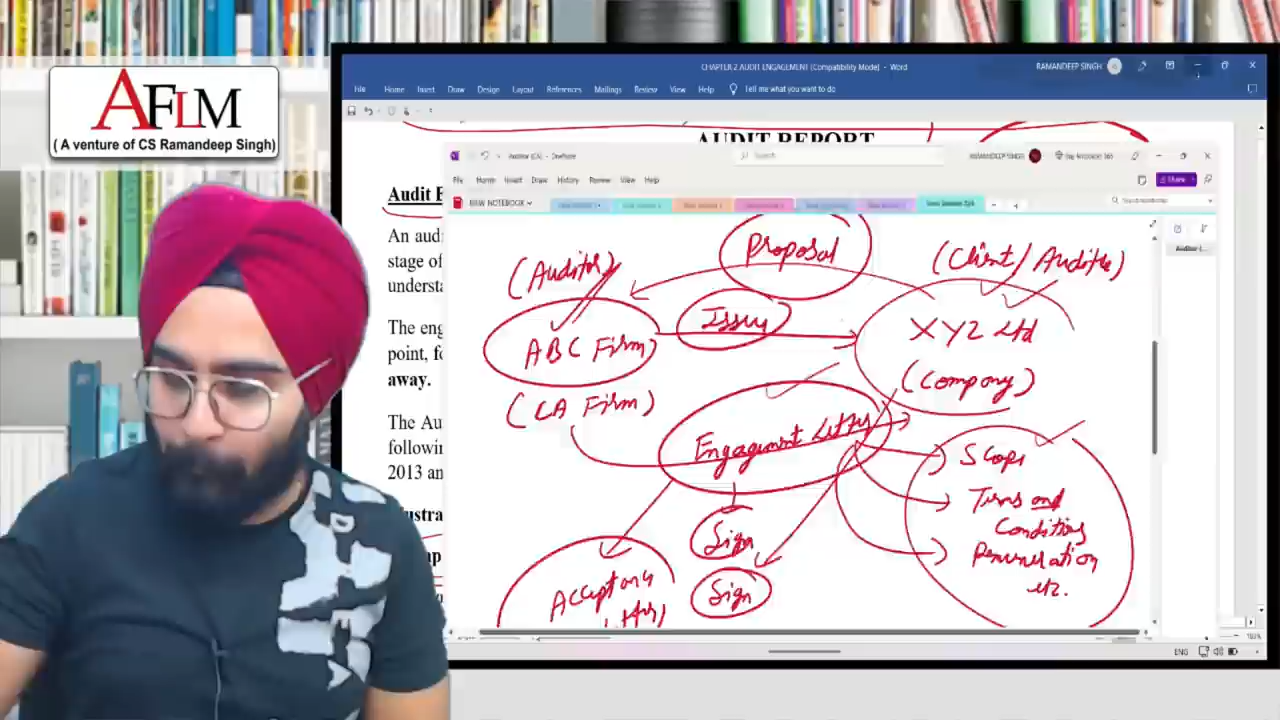 AFLM
( A venture of CS Ramandeep Singh)
CHAPTER 2 AUDIT ENGAGEMENT (Compatibility Mode) - Word
RAMANDEEP SINGH
File Home Insert Draw Design Layout References Mailings Review View Help Tell me what you want to do
AUDIT REPORT
Audit
An aud
stage of
understa
The eng
point, fo
away.
The Au
followi
2013 an
lustra
Search
File Home Insert Draw History Review View Help
Share
NOTEBOOK
Proposal
(Auditor)
(Client/Auditee)
Issue
ABC Firm
XYZ Ltd
(CA Firm)
(Company)
Engagement Letter
Scope
Terms and
Conditions
Remuneration
etc.
Sign
Sign
Acceptance
ENG